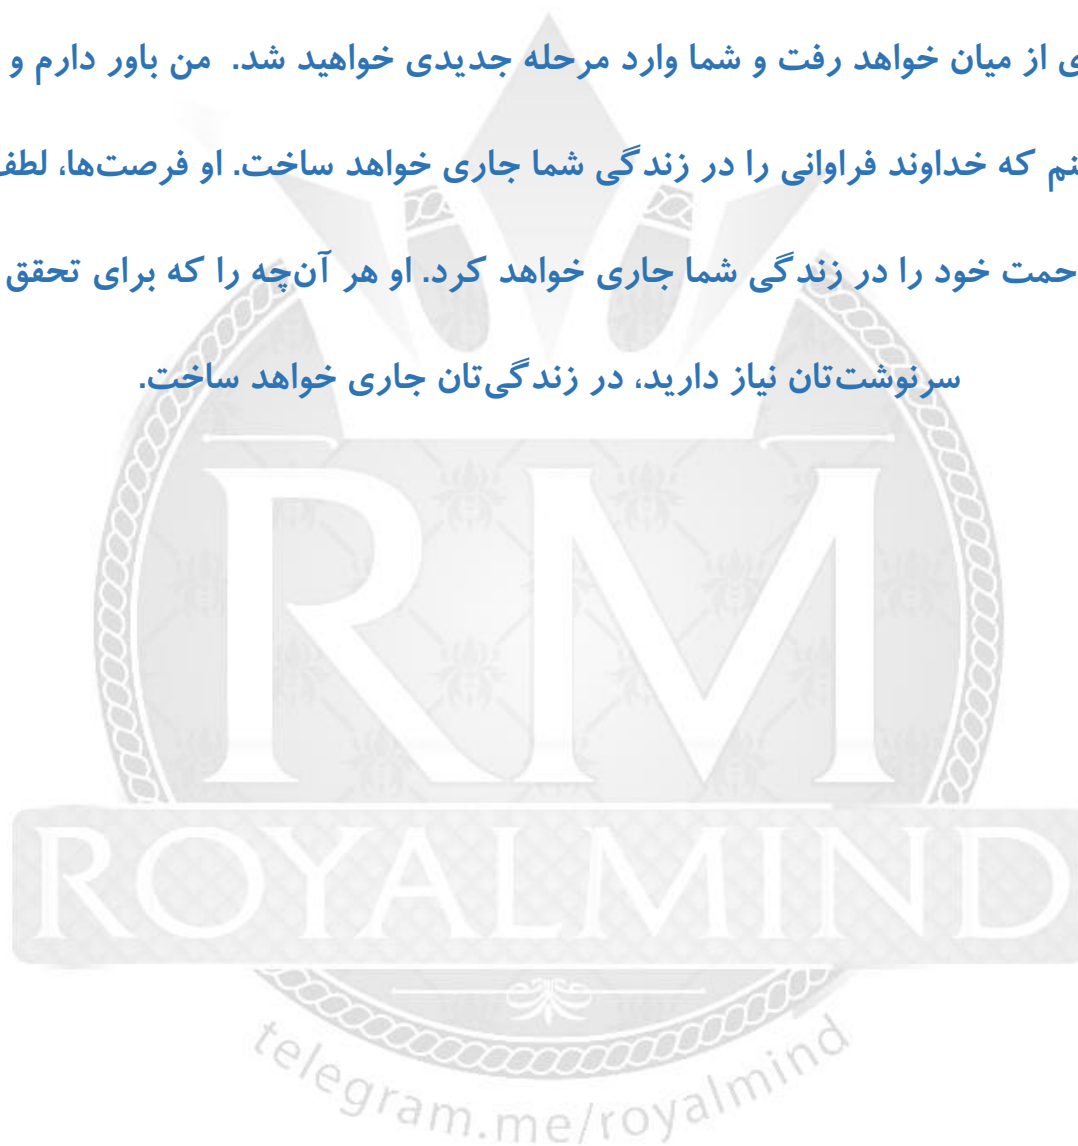 ی از میان خواهد رفت و شما وارد مرحله جدیدی خواهید شد. من باور دارم و
نم که خداوند فراوانی را در زندگی شما جاری خواهد ساخت. او فرصت‌ها، لطف
حمت خود را در زندگی شما جاری خواهد کرد. او هر آن‌چه را که برای تحقق
سرنوشت‌تان نیاز دارید، در زندگی‌تان جاری خواهد ساخت.
RM
ROYALMIND
telegram.me/royalmind